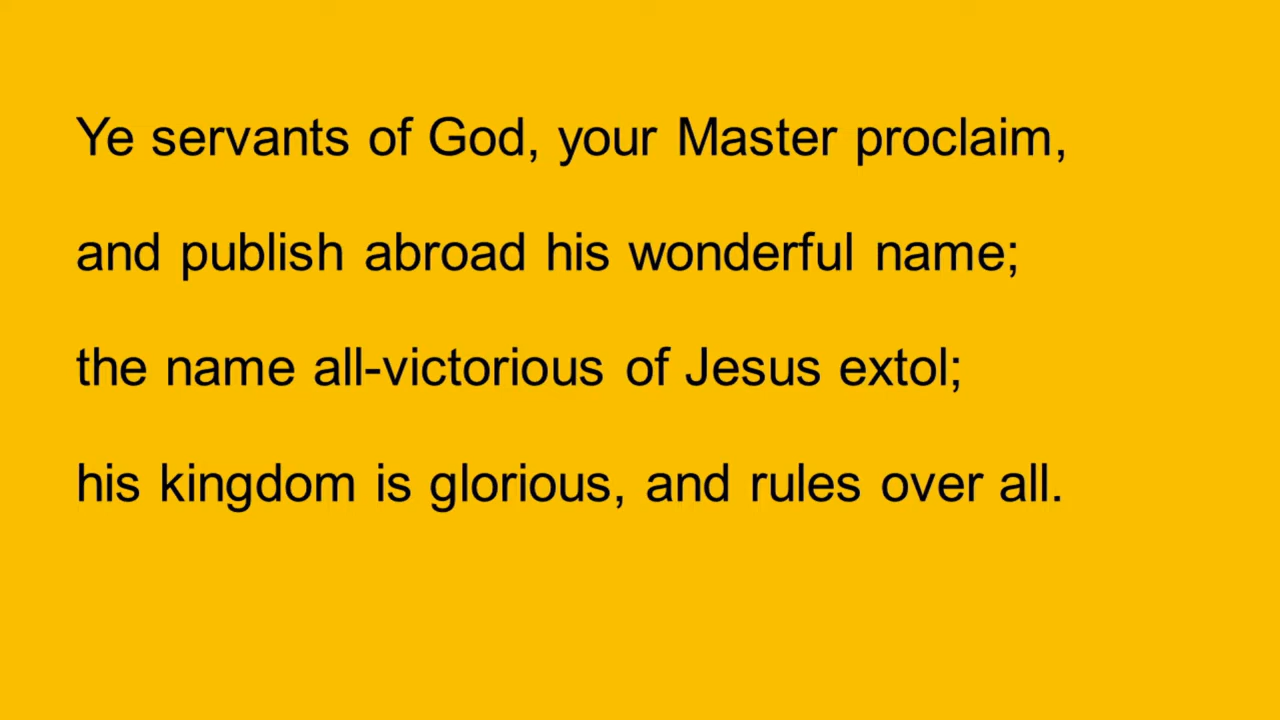 Ye servants of God, your Master proclaim,
and publish abroad his wonderful name;
the name all-victorious of Jesus extol;
his kingdom is glorious, and rules over all.